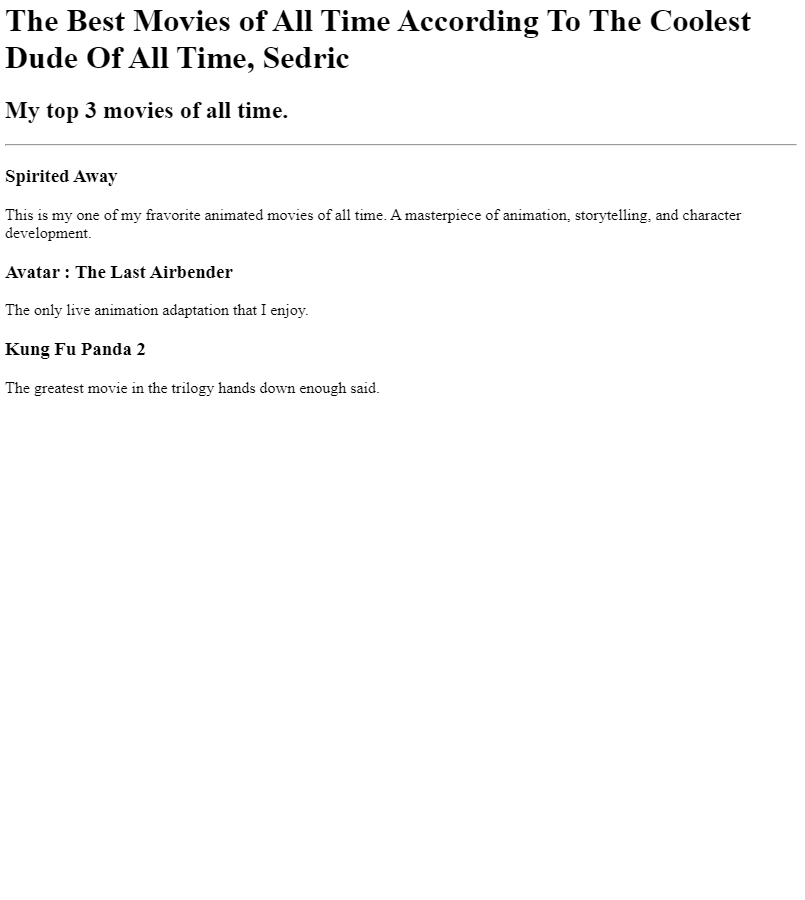 The Best Movies of All Time According To The Coolest
Dude Of All Time, Sedric
My top 3 movies of all time.
Spirited Away
This is my one of my fravorite animated movies of all time. A masterpiece of animation, storytelling, and character
development.
Avatar : The Last Airbender
The only live animation adaptation that I enjoy.
Kung Fu Panda 2
The greatest movie in the trilogy hands down enough said.